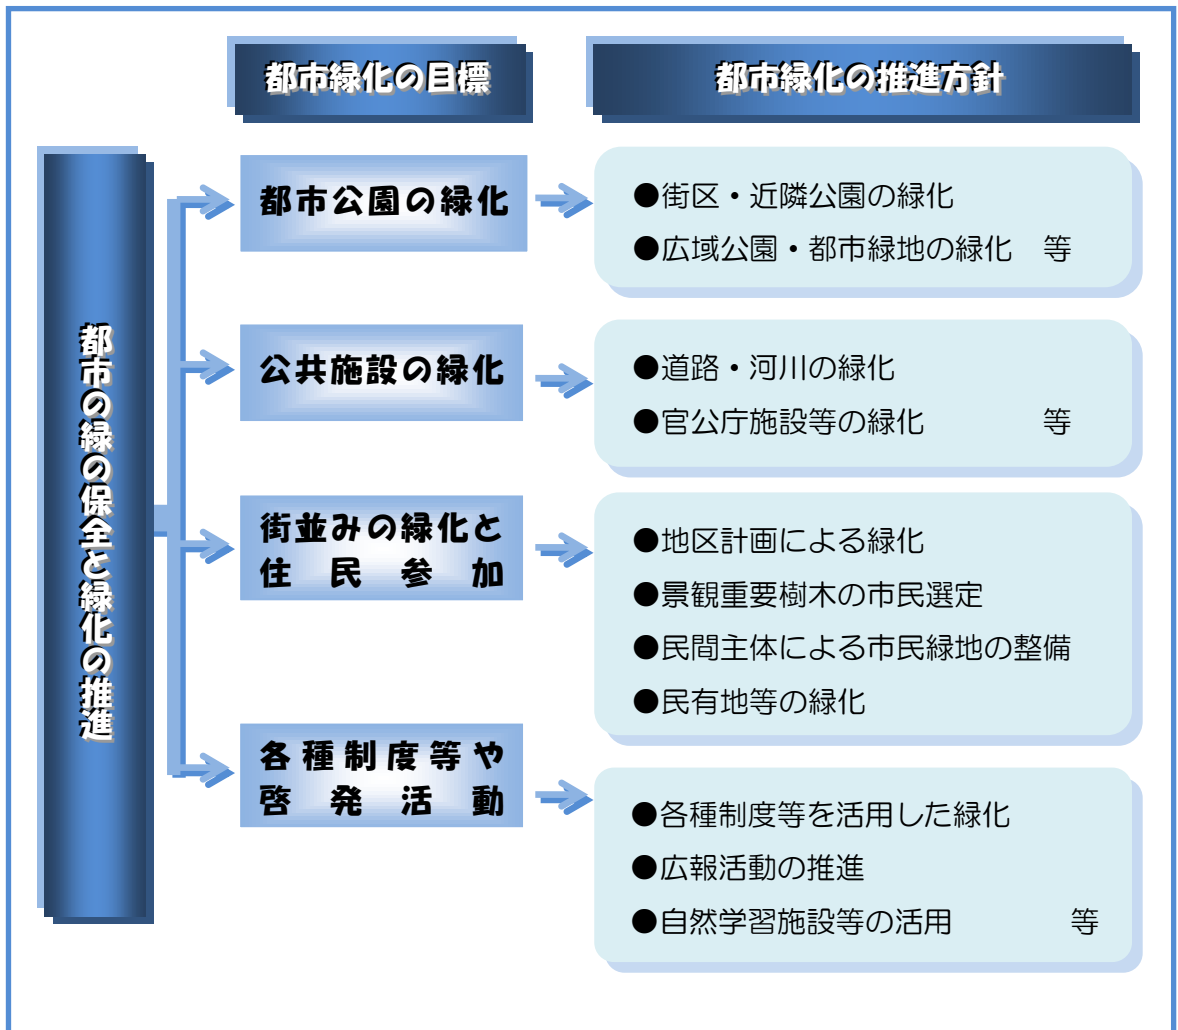 都市緑化の目標
都市緑化の推進方針
都市の緑の保全と緑化の推進
都市公園の緑化
●街区・近隣公園の緑化
●広域公園・都市緑地の緑化　等
公共施設の緑化
●道路・河川の緑化
●官公庁施設等の緑化　　　　等
街並みの緑化と
住民参加
●地区計画による緑化
●景観重要樹木の市民選定
●民間主体による市民緑地の整備
●民有地等の緑化
各種制度等や
啓発活動
●各種制度等を活用した緑化
●広報活動の推進
●自然学習施設等の活用　　　　等